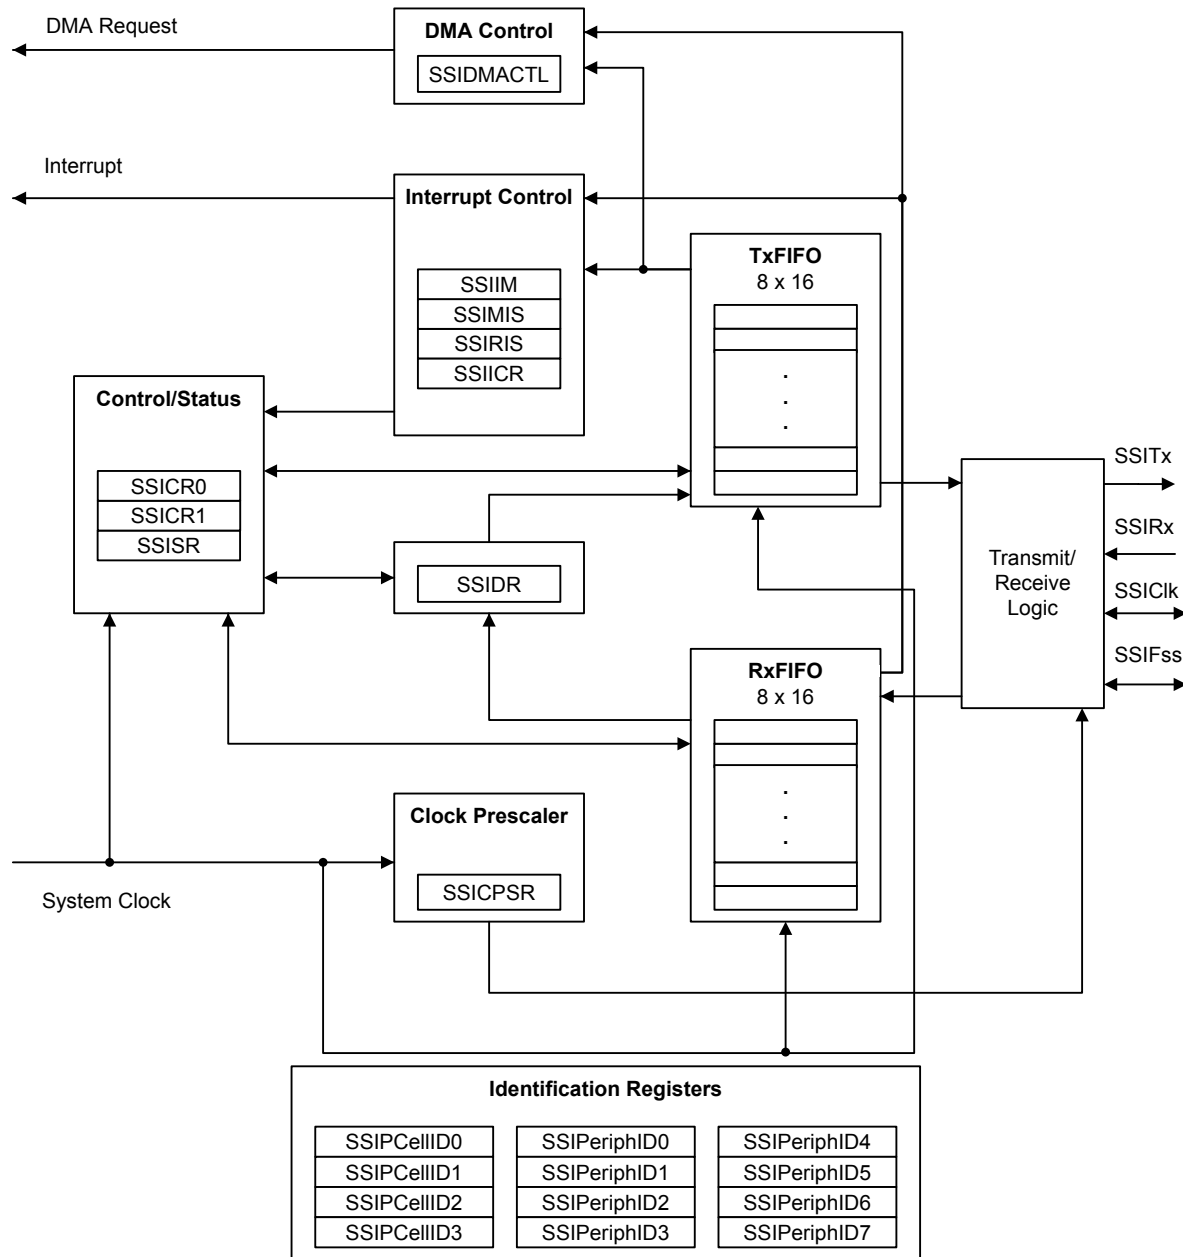 DMA Request
DMA Control
SSIDMACTL
Interrupt
Interrupt Control
SSIIM
SSIMIS
SSIRIS
SSIICR
TxFIFO
8 x 16
.
.
.
Control/Status
SSICR0
SSICR1
SSISR
SSIDR
Transmit/
Receive
Logic
SSITx
SSIRx
SSIClk
SSIFss
RxFIFO
8 x 16
.
.
.
Clock Prescaler
SSICPSR
System Clock
Identification Registers
SSIPCellID0
SSIPCellID1
SSIPCellID2
SSIPCellID3
SSIPeriphID0
SSIPeriphID1
SSIPeriphID2
SSIPeriphID3
SSIPeriphID4
SSIPeriphID5
SSIPeriphID6
SSIPeriphID7